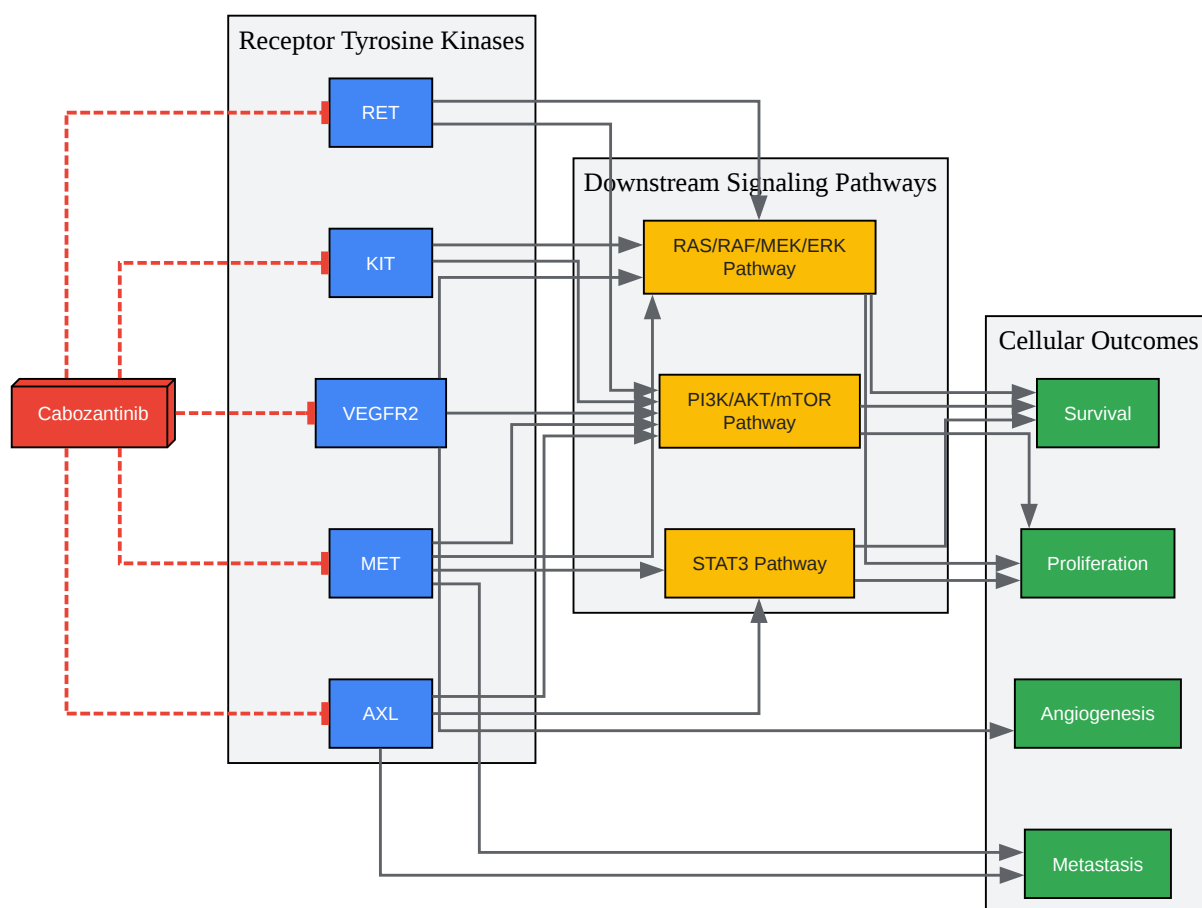 Receptor Tyrosine Kinases
RET
KIT
VEGFR2
MET
AXL
Cabozantinib
Downstream Signaling Pathways
RAS/RAF/MEK/ERK
Pathway
PI3K/AKT/mTOR
Pathway
STAT3 Pathway
Cellular Outcomes
Survival
Proliferation
Angiogenesis
Metastasis